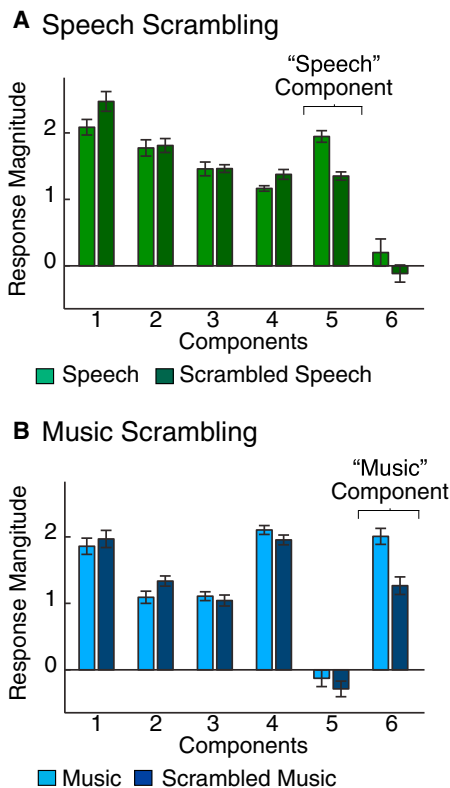 A Speech Scrambling
“Speech”
Component
Response Magnitude
2
1
0
1 2 3 4 5 6
Components
Speech Scrambled Speech
B Music Scrambling
“Music”
Component
Response Mangitude
2
1
0
1 2 3 4 5 6
Components
Music Scrambled Music